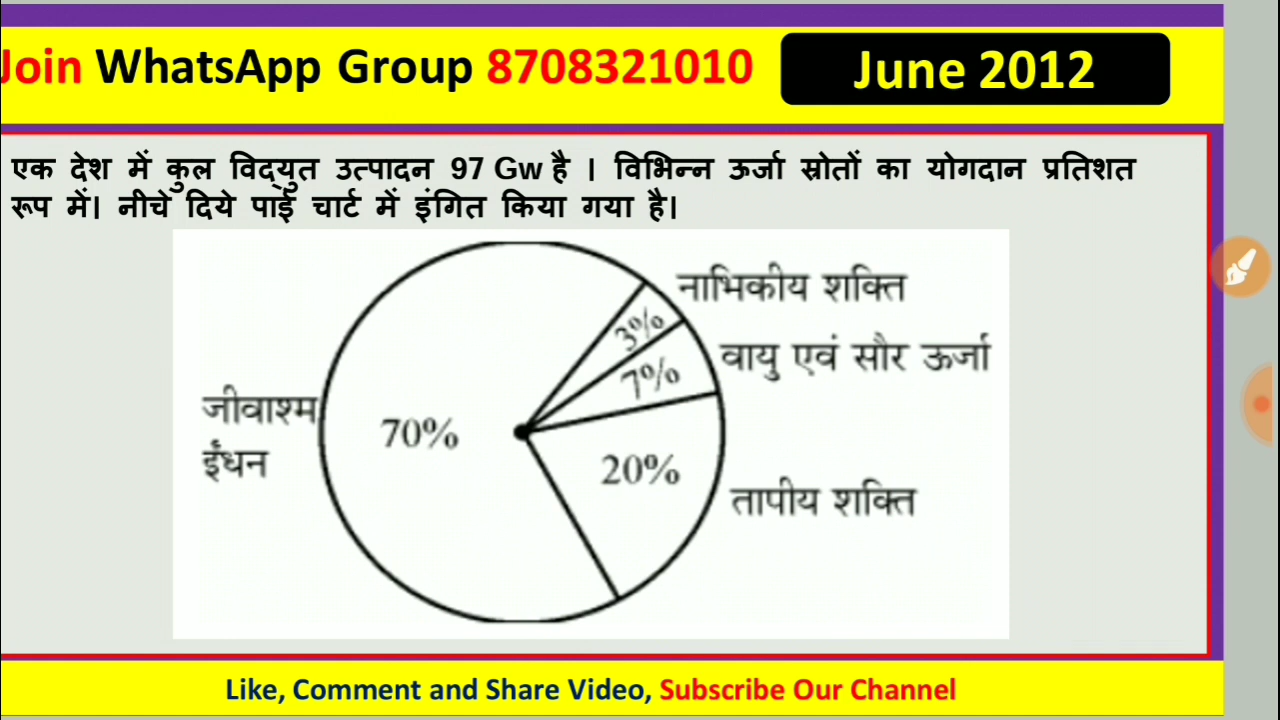 Join WhatsApp Group 8708321010
June 2012
एक देश में कुल विद्युत उत्पादन 97 Gw है । विभिन्न ऊर्जा स्रोतों का योगदान प्रतिशत
रूप में। नीचे दिये पाई चार्ट में इंगित किया गया है।
नाभिकीय शक्ति
3%
वायु एवं सौर ऊर्जा
7%
जीवाश्म
ईंधन
70%
20%
तापीय शक्ति
Like, Comment and Share Video, Subscribe Our Channel